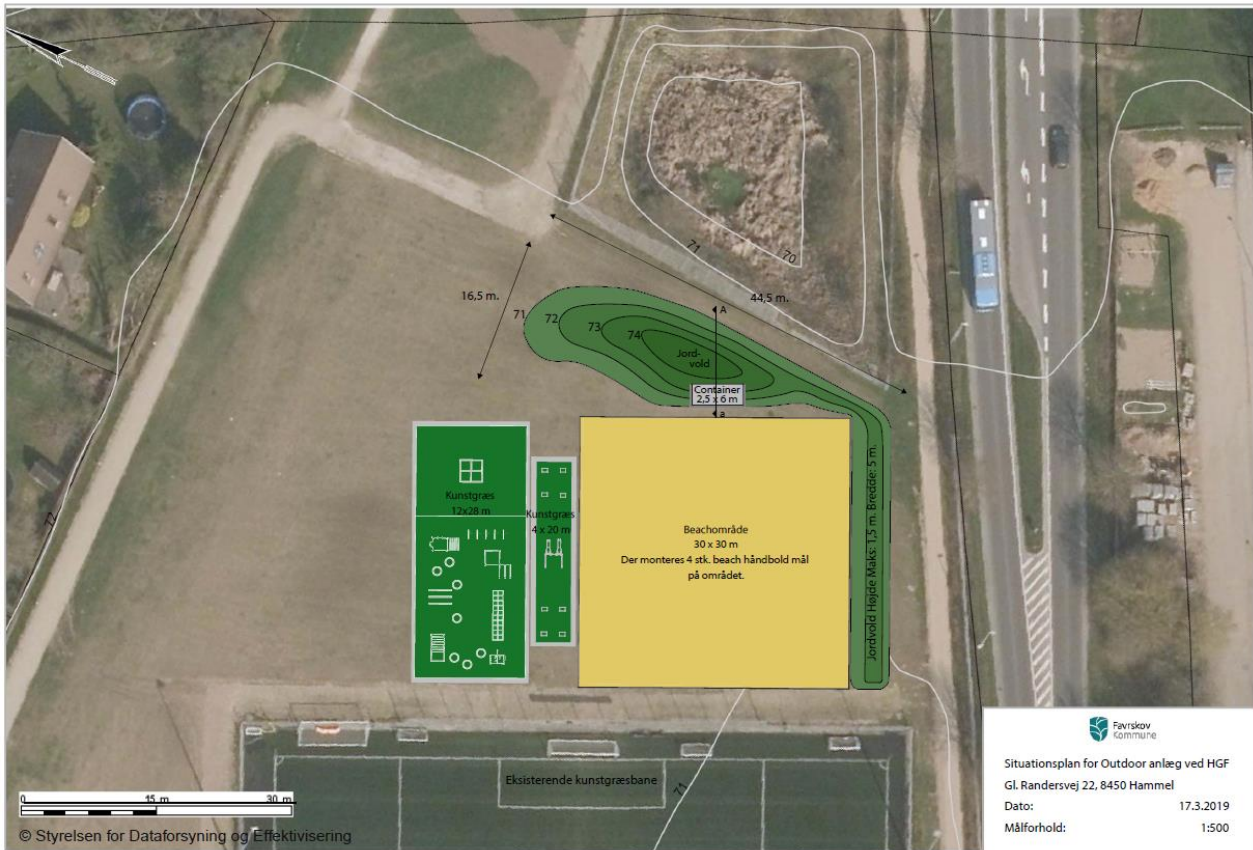 71
70
44,5 m.
16,5 m.
A
71
72
73
74
Jord-
vold
Container
2,5 x 6 m
a
Kunstgræs
12x28 m
Kunstgræs
4 x 20 m
Beachområde
30 x 30 m
Der monteres 4 stk. beach håndbold mål
på området.
Jordvold Højde Maks: 1,5 m. Bredde: 5 m.
72
Eksisterende kunstgræsbane
71
0 15 m 30 m
© Styrelsen for Dataforsyning og Effektivisering
Favrskov
Kommune
Situationsplan for Outdoor anlæg ved HGF
Gl. Randersvej 22, 8450 Hammel
Dato: 17.3.2019
Målforhold: 1:500